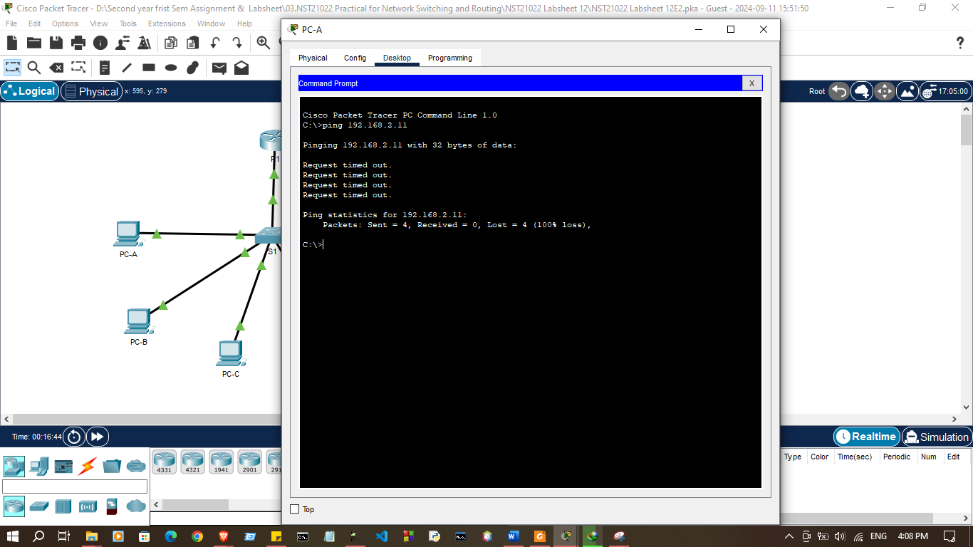 Cisco Packet Tracer - D:\Second year frist Sem Assignment & Labsheet\03.NST21022 Practical for Network Switching and Routing\NST21022 Labsheet 12\NST21022 Labsheet 12E2.pka - Guest - 2024-09-11 15:51:50
File Edit Options View Tools Extensions Window Help
PC-A
Physical Config Desktop Programming
Logical Physical x: 595, y: 279
Root 17:05:00
Command Prompt X
Cisco Packet Tracer PC Command Line 1.0
C:\>ping 192.168.2.11
Pinging 192.168.2.11 with 32 bytes of data:
Request timed out.
Request timed out.
Request timed out.
Request timed out.
Ping statistics for 192.168.2.11:
Packets: Sent = 4, Received = 0, Lost = 4 (100% loss),
C:\>
R1
S1
PC-A
PC-B
PC-C
Time: 00:16:44
Realtime Simulation
4331 4321 1941 2901 291
Type Color Time(sec) Periodic Num Edit
Top
ENG 4:08 PM